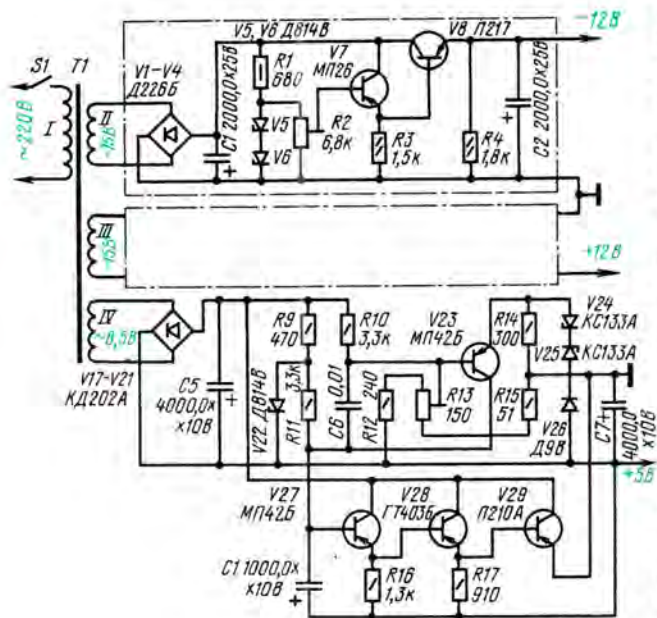 V5, V6 Д814В
V8 П217
−12В
S1
T1
V1−V4
Д226Б
V7
МП26
R1
680
~220В
I
II
~15В
C1 2000,0×25В
V5
V6
R2
6,8к
R3
1,5к
R4
1,8к
C2 2000,0×25В
+
+
III
~15В
+12В
IV
~8,5В
V17−V21
КД202А
C5
4000,0×
×10В
+
V22 Д814В
R9
470
R10
3,3к
3,3к
R11
0,01
C6
240
R12
V23
МП42Б
R13
150
R14
300
R15
51
V24
КС133А
V25
КС133А
V26
Д9В
C7
+
4000,0
×10В
+5В
V27
МП42Б
V28
ГТ403Б
V29
П210А
C11000,0×
×10В
+
R16
1,3к
R17
910